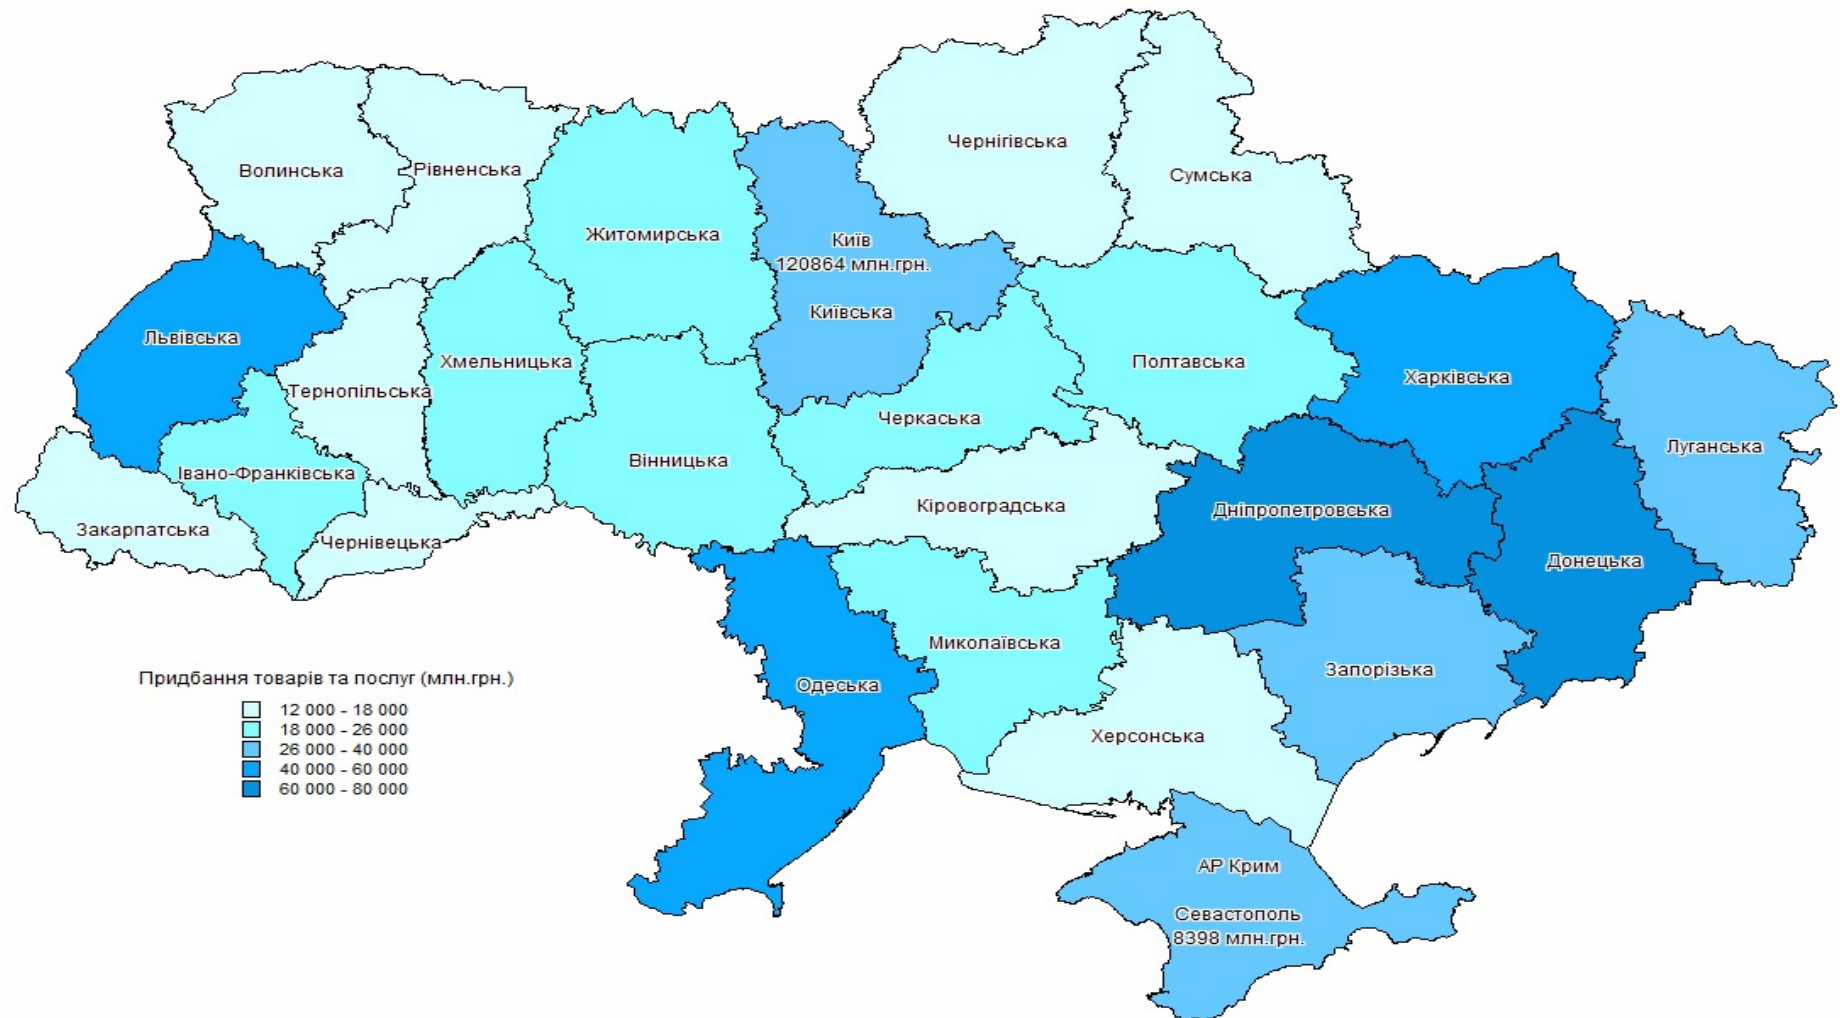 Чернігівська
Сумська
Волинська
Рівненська
Житомирська
Київ
120864 млн.грн.
Київська
Львівська
Хмельницька
Полтавська
Харківська
Тернопільська
Черкаська
Луганська
Вінницька
Івано-Франківська
Кіровоградська
Дніпропетровська
Закарпатська
Чернівецька
Донецька
Миколаївська
Запорізька
Одеська
Херсонська
Придбання товарів та послуг (млн.грн.)
12 000 - 18 000
18 000 - 26 000
26 000 - 40 000
40 000 - 60 000
60 000 - 80 000
АР Крим
Севастополь
8398 млн.грн.